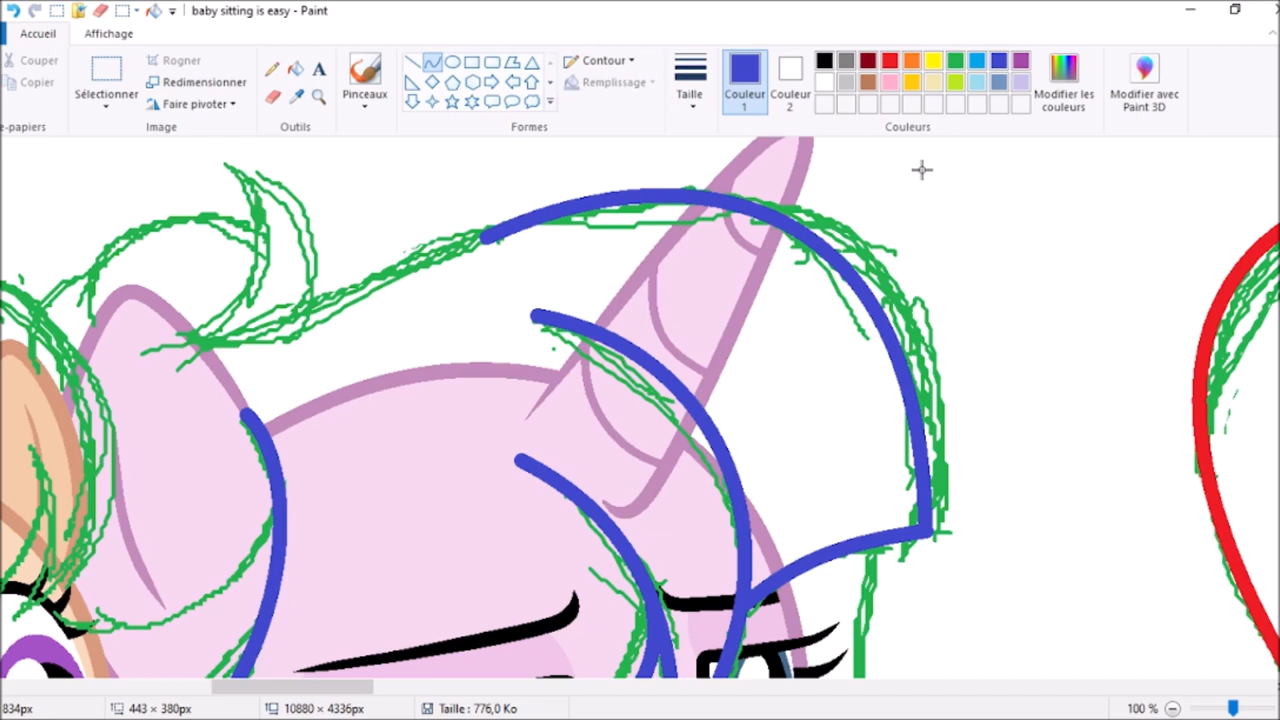 baby sitting is easy - Paint
Accueil
Affichage
Couper
Copier
e-papiers
Sélectionner
Rogner
Redimensionner
Faire pivoter
Image
A
Outils
Pinceaux
Contour
Remplissage
Formes
Taille
Couleur
1
Couleur
2
Couleurs
Modifier les
couleurs
Modifier avec
Paint 3D
834px
443 × 380px
10880 × 4336px
Taille : 776,0 Ko
100 %